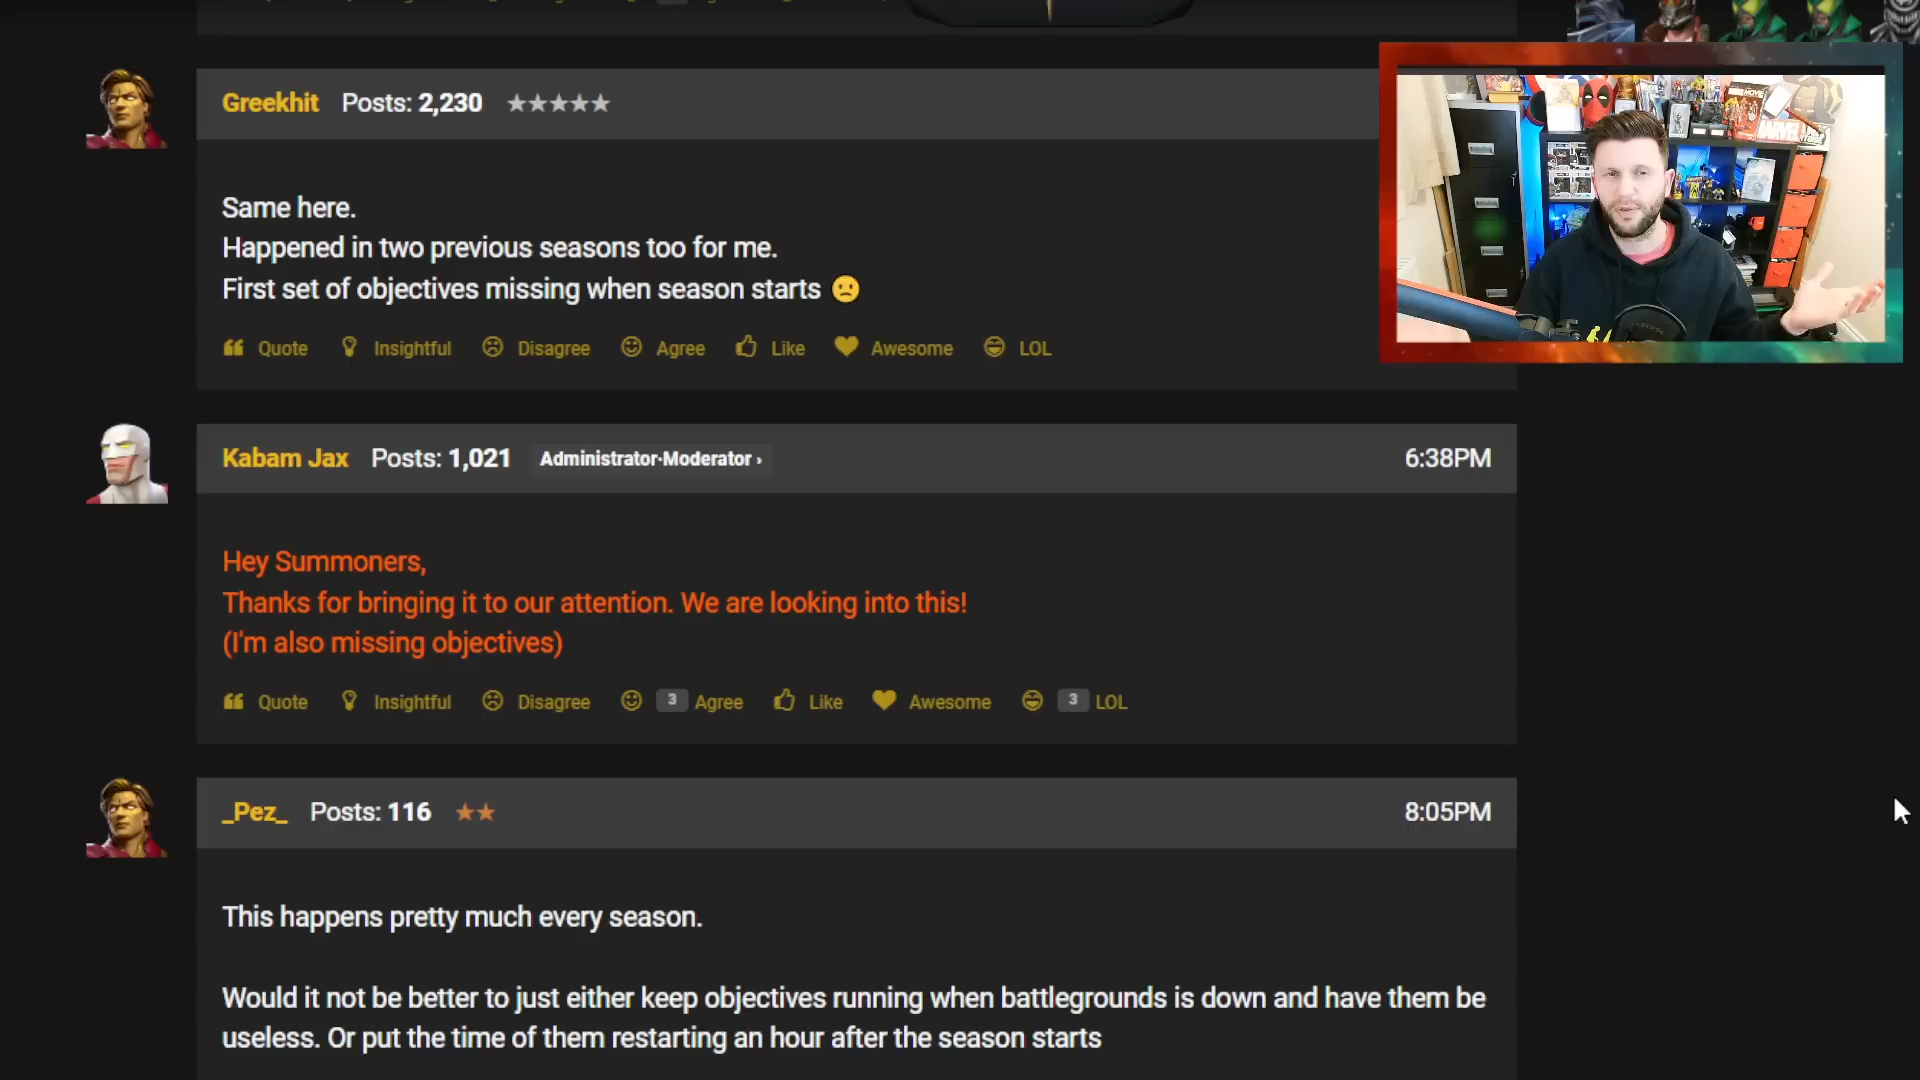 Greekhit Posts: 2,230 ★★★★★
Same here.
Happened in two previous seasons too for me.
First set of objectives missing when season starts 🙁
Quote Insightful Disagree Agree Like Awesome LOL
Kabam Jax Posts: 1,021 Administrator·Moderator › 6:38PM
Hey Summoners,
Thanks for bringing it to our attention. We are looking into this!
(I'm also missing objectives)
Quote Insightful Disagree 3 Agree Like Awesome 3 LOL
_Pez_ Posts: 116 ★★ 8:05PM
This happens pretty much every season.
Would it not be better to just either keep objectives running when battlegrounds is down and have them be
useless. Or put the time of them restarting an hour after the season starts
MARVEL